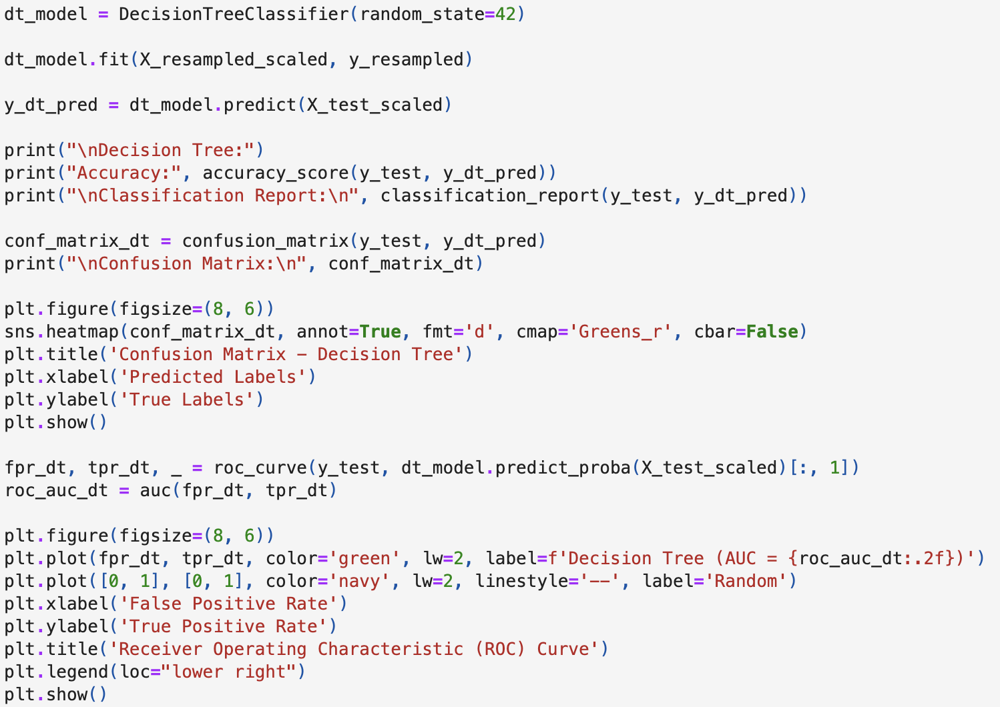 dt_model = DecisionTreeClassifier(random_state=42)
dt_model.fit(X_resampled_scaled, y_resampled)
y_dt_pred = dt_model.predict(X_test_scaled)
print("\nDecision Tree:")
print("Accuracy:", accuracy_score(y_test, y_dt_pred))
print("\nClassification Report:\n", classification_report(y_test, y_dt_pred))
conf_matrix_dt = confusion_matrix(y_test, y_dt_pred)
print("\nConfusion Matrix:\n", conf_matrix_dt)
plt.figure(figsize=(8, 6))
sns.heatmap(conf_matrix_dt, annot=True, fmt='d', cmap='Greens_r', cbar=False)
plt.title('Confusion Matrix - Decision Tree')
plt.xlabel('Predicted Labels')
plt.ylabel('True Labels')
plt.show()
fpr_dt, tpr_dt, _ = roc_curve(y_test, dt_model.predict_proba(X_test_scaled)[:, 1])
roc_auc_dt = auc(fpr_dt, tpr_dt)
plt.figure(figsize=(8, 6))
plt.plot(fpr_dt, tpr_dt, color='green', lw=2, label=f'Decision Tree (AUC = {roc_auc_dt:.2f})')
plt.plot([0, 1], [0, 1], color='navy', lw=2, linestyle='--', label='Random')
plt.xlabel('False Positive Rate')
plt.ylabel('True Positive Rate')
plt.title('Receiver Operating Characteristic (ROC) Curve')
plt.legend(loc="lower right")
plt.show()